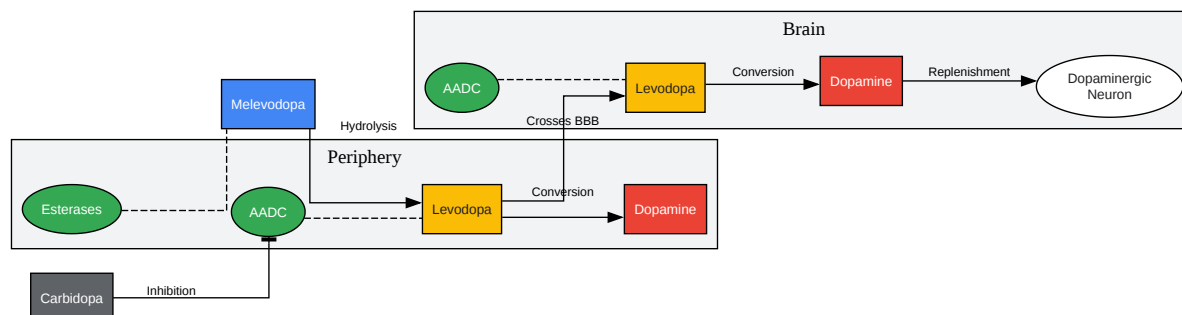 Brain
AADC
Levodopa
Conversion
Dopamine
Replenishment
Dopaminergic
Neuron
Melevodopa
Hydrolysis
Crosses BBB
Periphery
Esterases
AADC
Levodopa
Conversion
Dopamine
Carbidopa
Inhibition